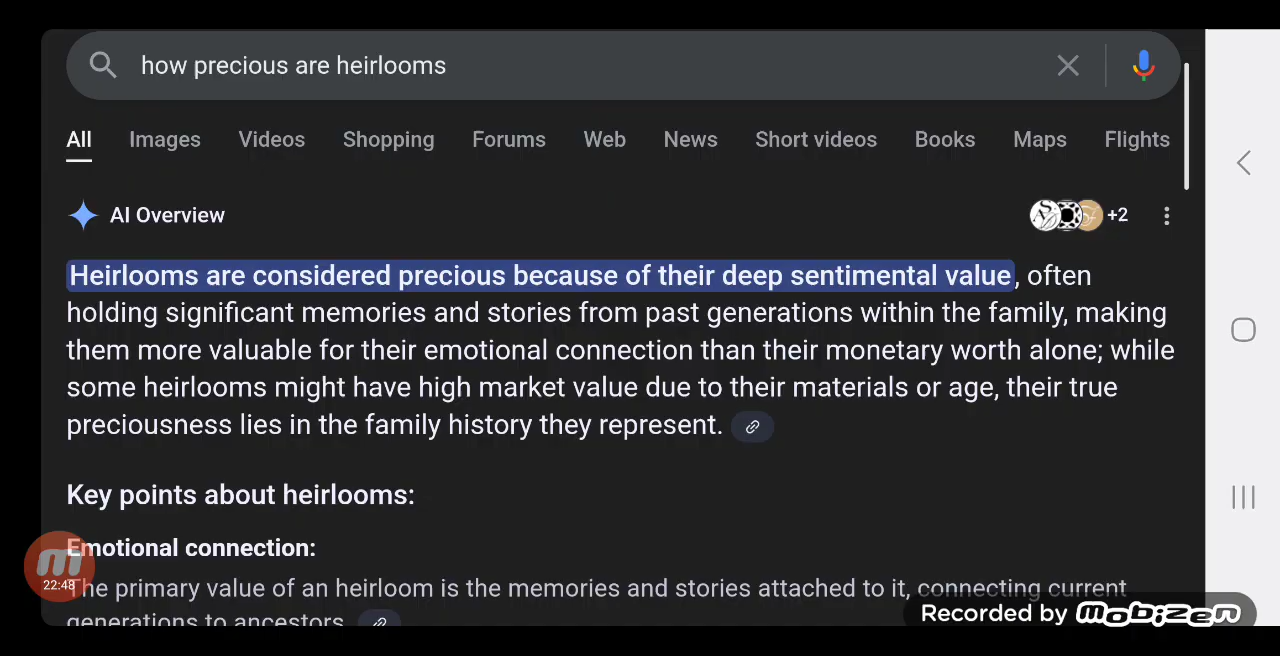 how precious are heirlooms
All Images Videos Shopping Forums Web News Short videos Books Maps Flights
AI Overview
+2
Heirlooms are considered precious because of their deep sentimental value, often
holding significant memories and stories from past generations within the family, making
them more valuable for their emotional connection than their monetary worth alone; while
some heirlooms might have high market value due to their materials or age, their true
preciousness lies in the family history they represent.
Key points about heirlooms:
Emotional connection:
22:48
The primary value of an heirloom is the memories and stories attached to it, connecting current
generations to ancestors.
Recorded by mobizen